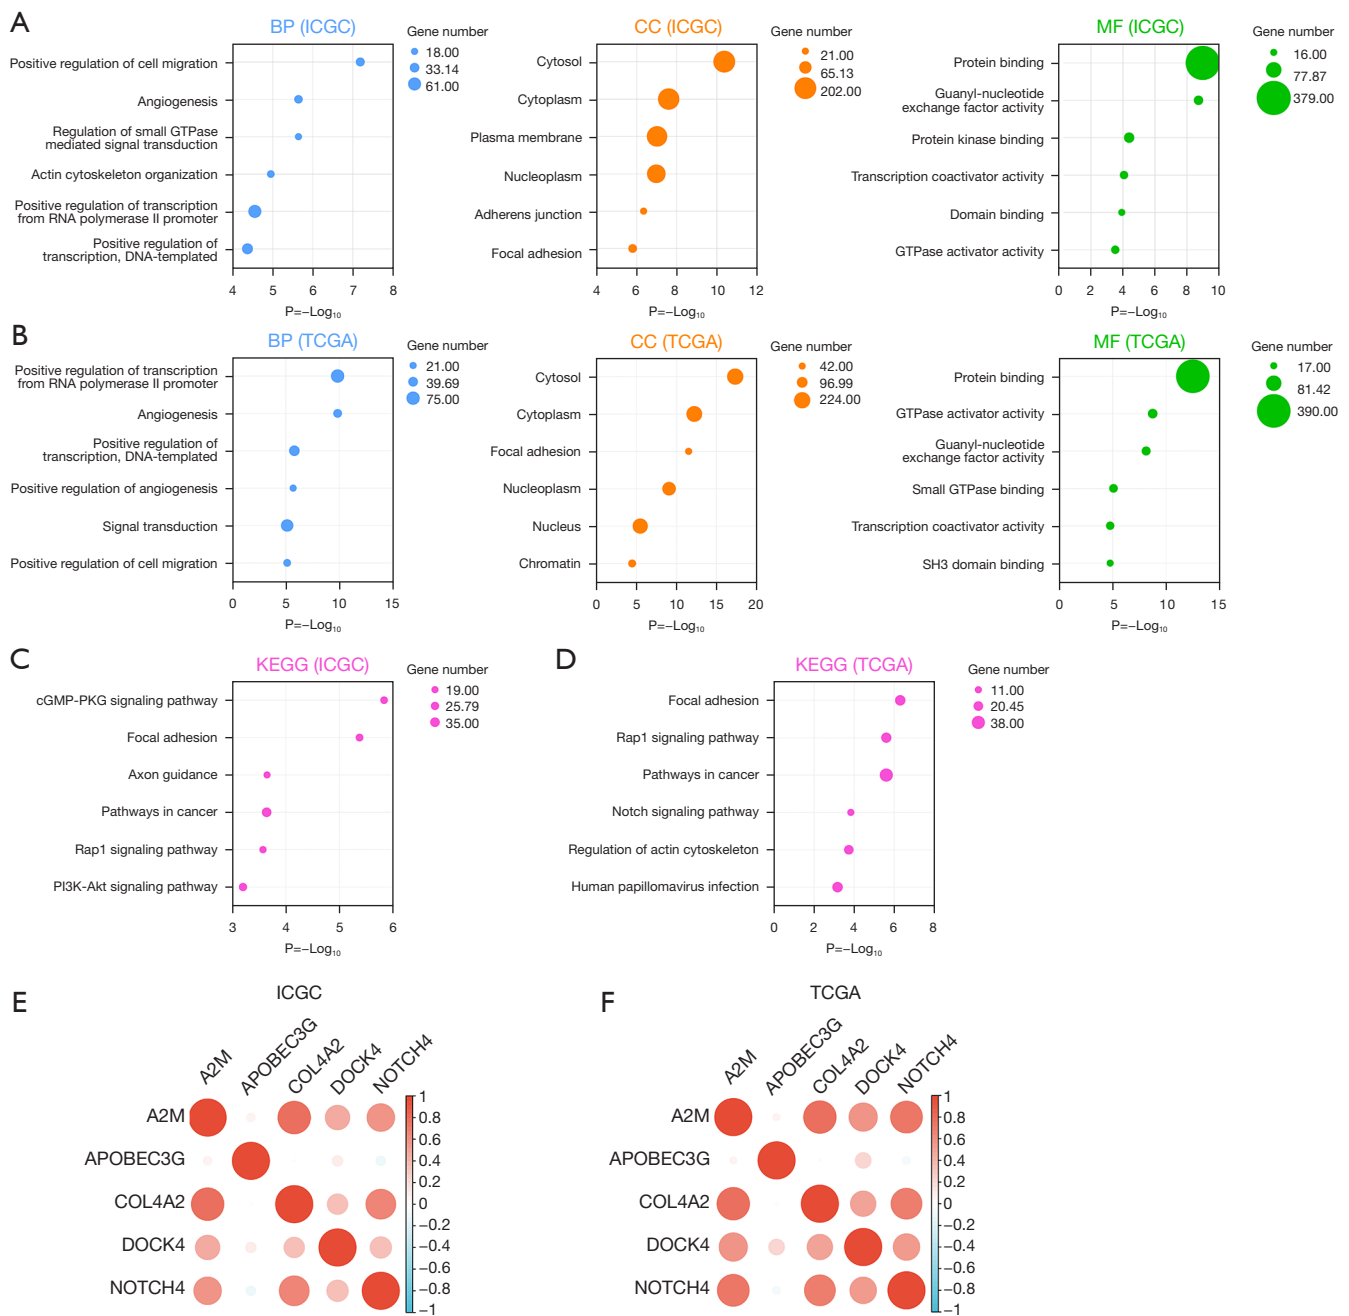 A
BP (ICGC)
Gene number
18.00
33.14
61.00
Positive regulation of cell migration
Angiogenesis
Regulation of small GTPase
mediated signal transduction
Actin cytoskeleton organization
Positive regulation of transcription
from RNA polymerase II promoter
Positive regulation of
transcription, DNA-templated
4 5 6 7 8
P=−Log10
CC (ICGC)
Gene number
21.00
65.13
202.00
Cytosol
Cytoplasm
Plasma membrane
Nucleoplasm
Adherens junction
Focal adhesion
4 6 8 10 12
P=−Log10
MF (ICGC)
Gene number
16.00
77.87
379.00
Protein binding
Guanyl-nucleotide
exchange factor activity
Protein kinase binding
Transcription coactivator activity
Domain binding
GTPase activator activity
0 2 4 6 8 10
P=−Log10
B
BP (TCGA)
Gene number
21.00
39.69
75.00
Positive regulation of transcription
from RNA polymerase II promoter
Angiogenesis
Positive regulation of
transcription, DNA-templated
Positive regulation of angiogenesis
Signal transduction
Positive regulation of cell migration
0 5 10 15
P=−Log10
CC (TCGA)
Gene number
42.00
96.99
224.00
Cytosol
Cytoplasm
Focal adhesion
Nucleoplasm
Nucleus
Chromatin
0 5 10 15 20
P=−Log10
MF (TCGA)
Gene number
17.00
81.42
390.00
Protein binding
GTPase activator activity
Guanyl-nucleotide
exchange factor activity
Small GTPase binding
Transcription coactivator activity
SH3 domain binding
0 5 10 15
P=−Log10
C
KEGG (ICGC)
Gene number
19.00
25.79
35.00
cGMP-PKG signaling pathway
Focal adhesion
Axon guidance
Pathways in cancer
Rap1 signaling pathway
PI3K-Akt signaling pathway
3 4 5 6
P=−Log10
D
KEGG (TCGA)
Gene number
11.00
20.45
38.00
Focal adhesion
Rap1 signaling pathway
Pathways in cancer
Notch signaling pathway
Regulation of actin cytoskeleton
Human papillomavirus infection
0 2 4 6 8
P=−Log10
E
ICGC
A2M APOBEC3G COL4A2 DOCK4 NOTCH4
A2M
APOBEC3G
COL4A2
DOCK4
NOTCH4
1
0.8
0.6
0.4
0.2
0
−0.2
−0.4
−0.6
−0.8
−1
F
TCGA
A2M APOBEC3G COL4A2 DOCK4 NOTCH4
A2M
APOBEC3G
COL4A2
DOCK4
NOTCH4
1
0.8
0.6
0.4
0.2
0
−0.2
−0.4
−0.6
−0.8
−1